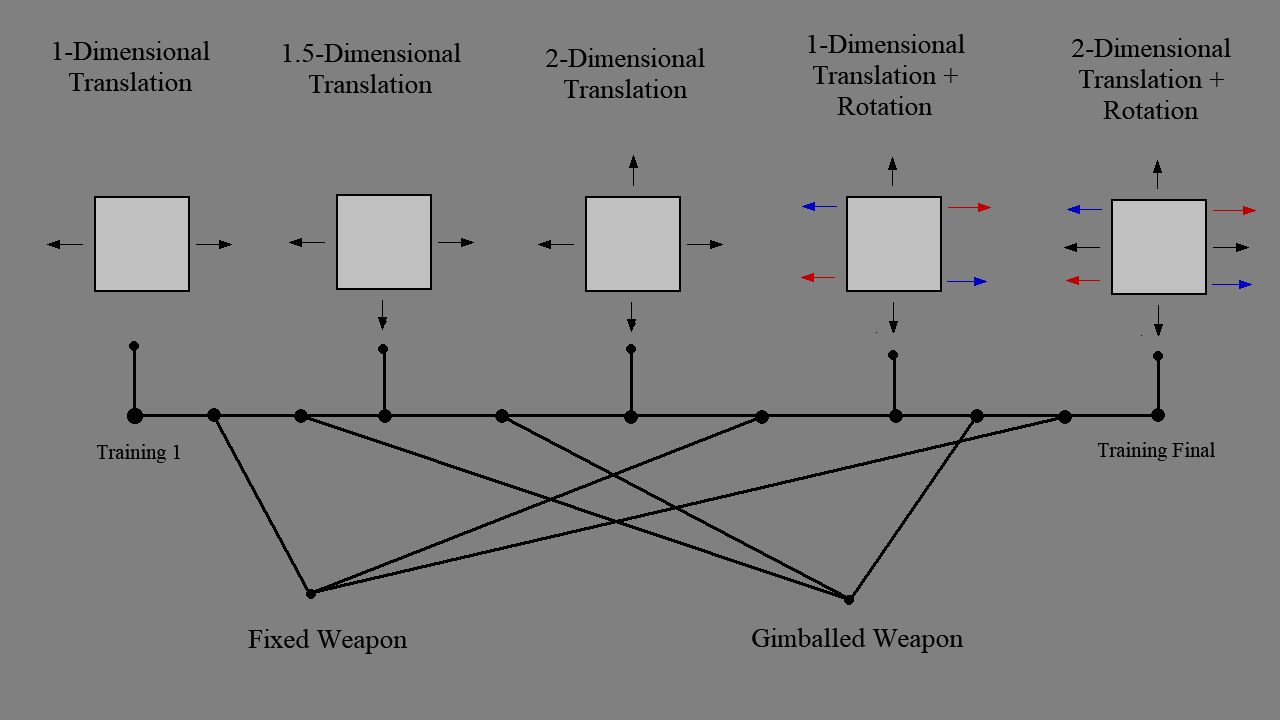 1-Dimensional
Translation
1.5-Dimensional
Translation
2-Dimensional
Translation
1-Dimensional
Translation +
Rotation
2-Dimensional
Translation +
Rotation
Training 1
Training Final
Fixed Weapon
Gimballed Weapon